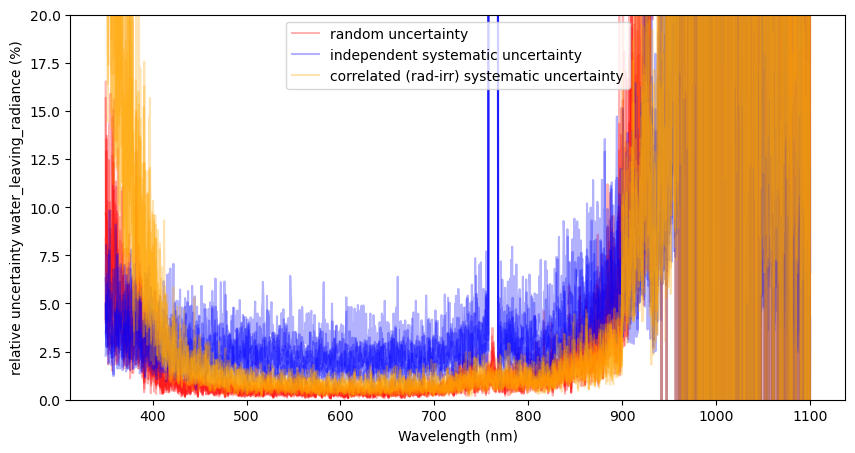 random uncertainty
independent systematic uncertainty
correlated (rad-irr) systematic uncertainty
relative uncertainty water_leaving_radiance (%)
20.0
17.5
15.0
12.5
10.0
7.5
5.0
2.5
0.0
400 500 600 700 800 900 1000 1100
Wavelength (nm)